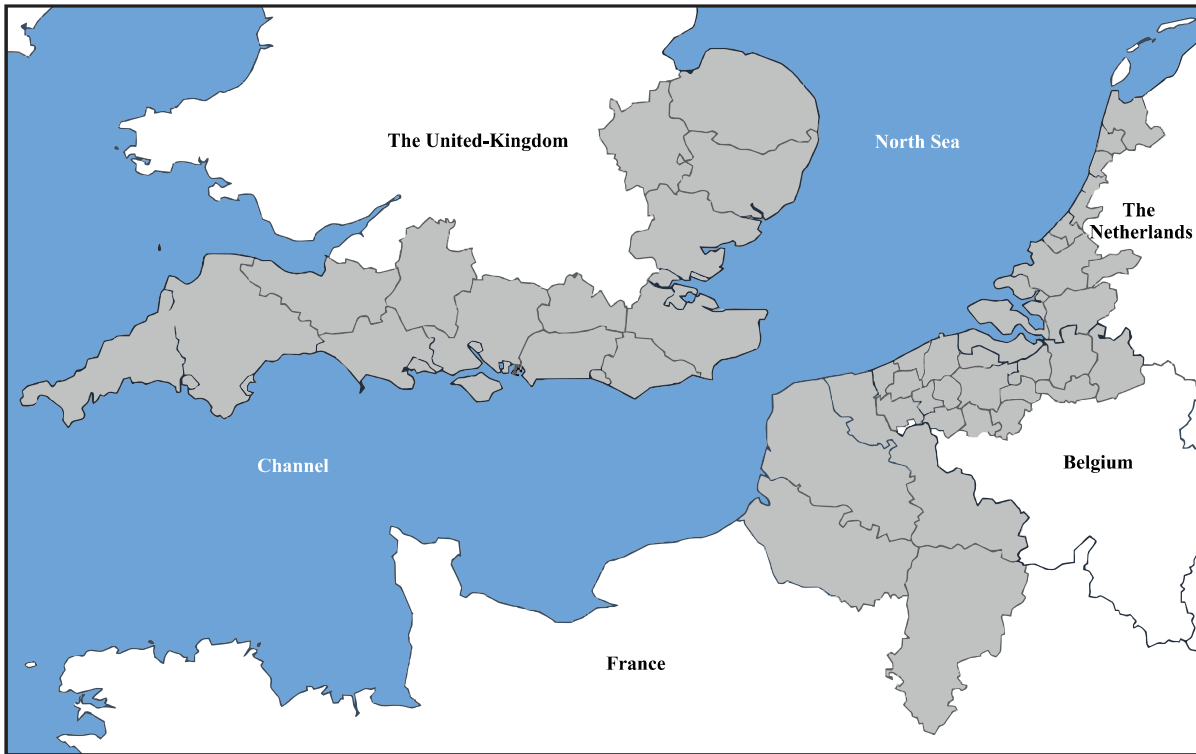 The United-Kingdom
North Sea
The
Netherlands
Channel
Belgium
France